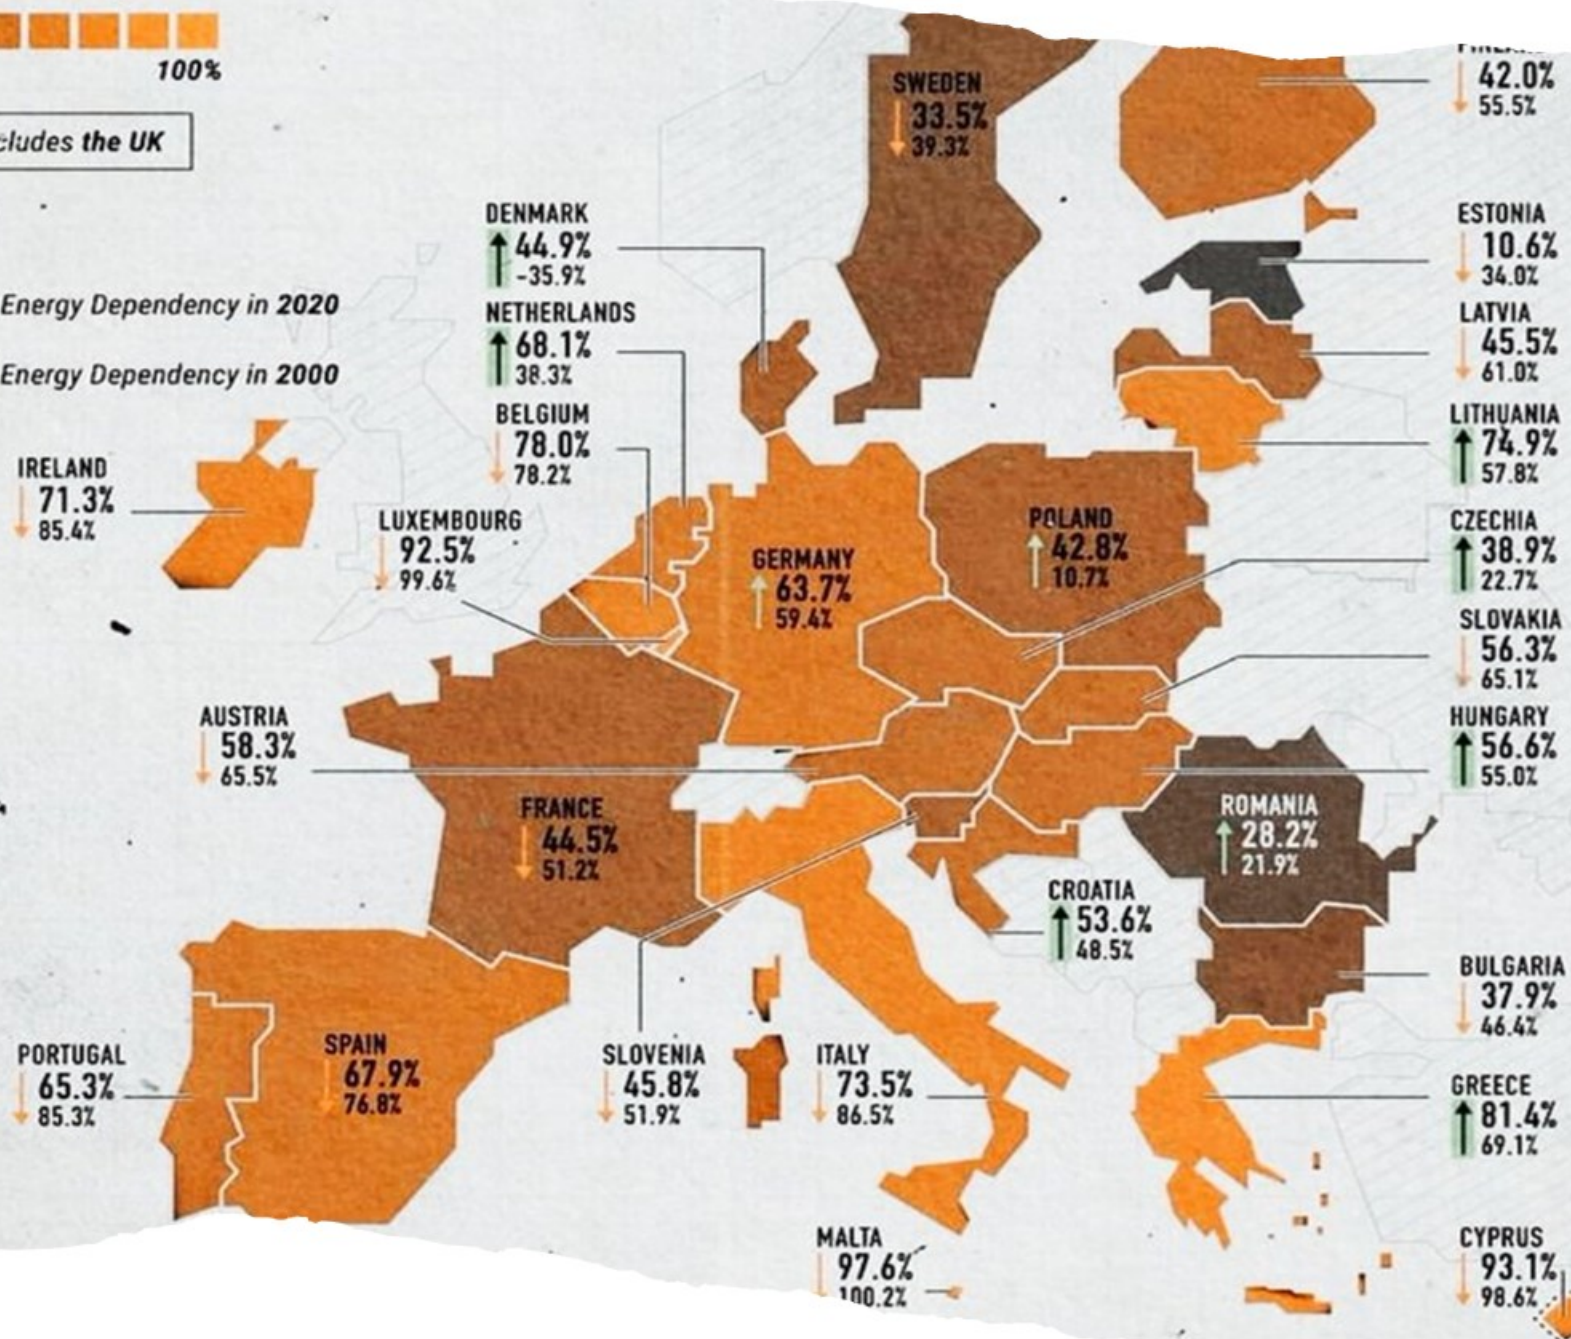 100%
the UK
SWEDEN
33.5%
39.3%
42.0%
55.5%
DENMARK
44.9%
-35.9%
ESTONIA
10.6%
34.0%
Energy Dependency in 2020
NETHERLANDS
68.1%
38.3%
LATVIA
45.5%
61.0%
Energy Dependency in 2000
BELGIUM
78.0%
78.2%
LITHUANIA
74.9%
57.8%
IRELAND
71.3%
85.4%
LUXEMBOURG
92.5%
99.6%
GERMANY
63.7%
59.4%
POLAND
42.8%
10.7%
CZECHIA
38.9%
22.7%
SLOVAKIA
56.3%
65.1%
AUSTRIA
58.3%
65.5%
HUNGARY
56.6%
55.0%
FRANCE
44.5%
51.2%
ROMANIA
28.2%
21.9%
CROATIA
53.6%
48.5%
BULGARIA
37.9%
46.4%
PORTUGAL
65.3%
85.3%
SPAIN
67.9%
76.8%
SLOVENIA
45.8%
51.9%
ITALY
73.5%
86.5%
GREECE
81.4%
69.1%
MALTA
97.6%
100.2%
CYPRUS
93.1%
98.6%